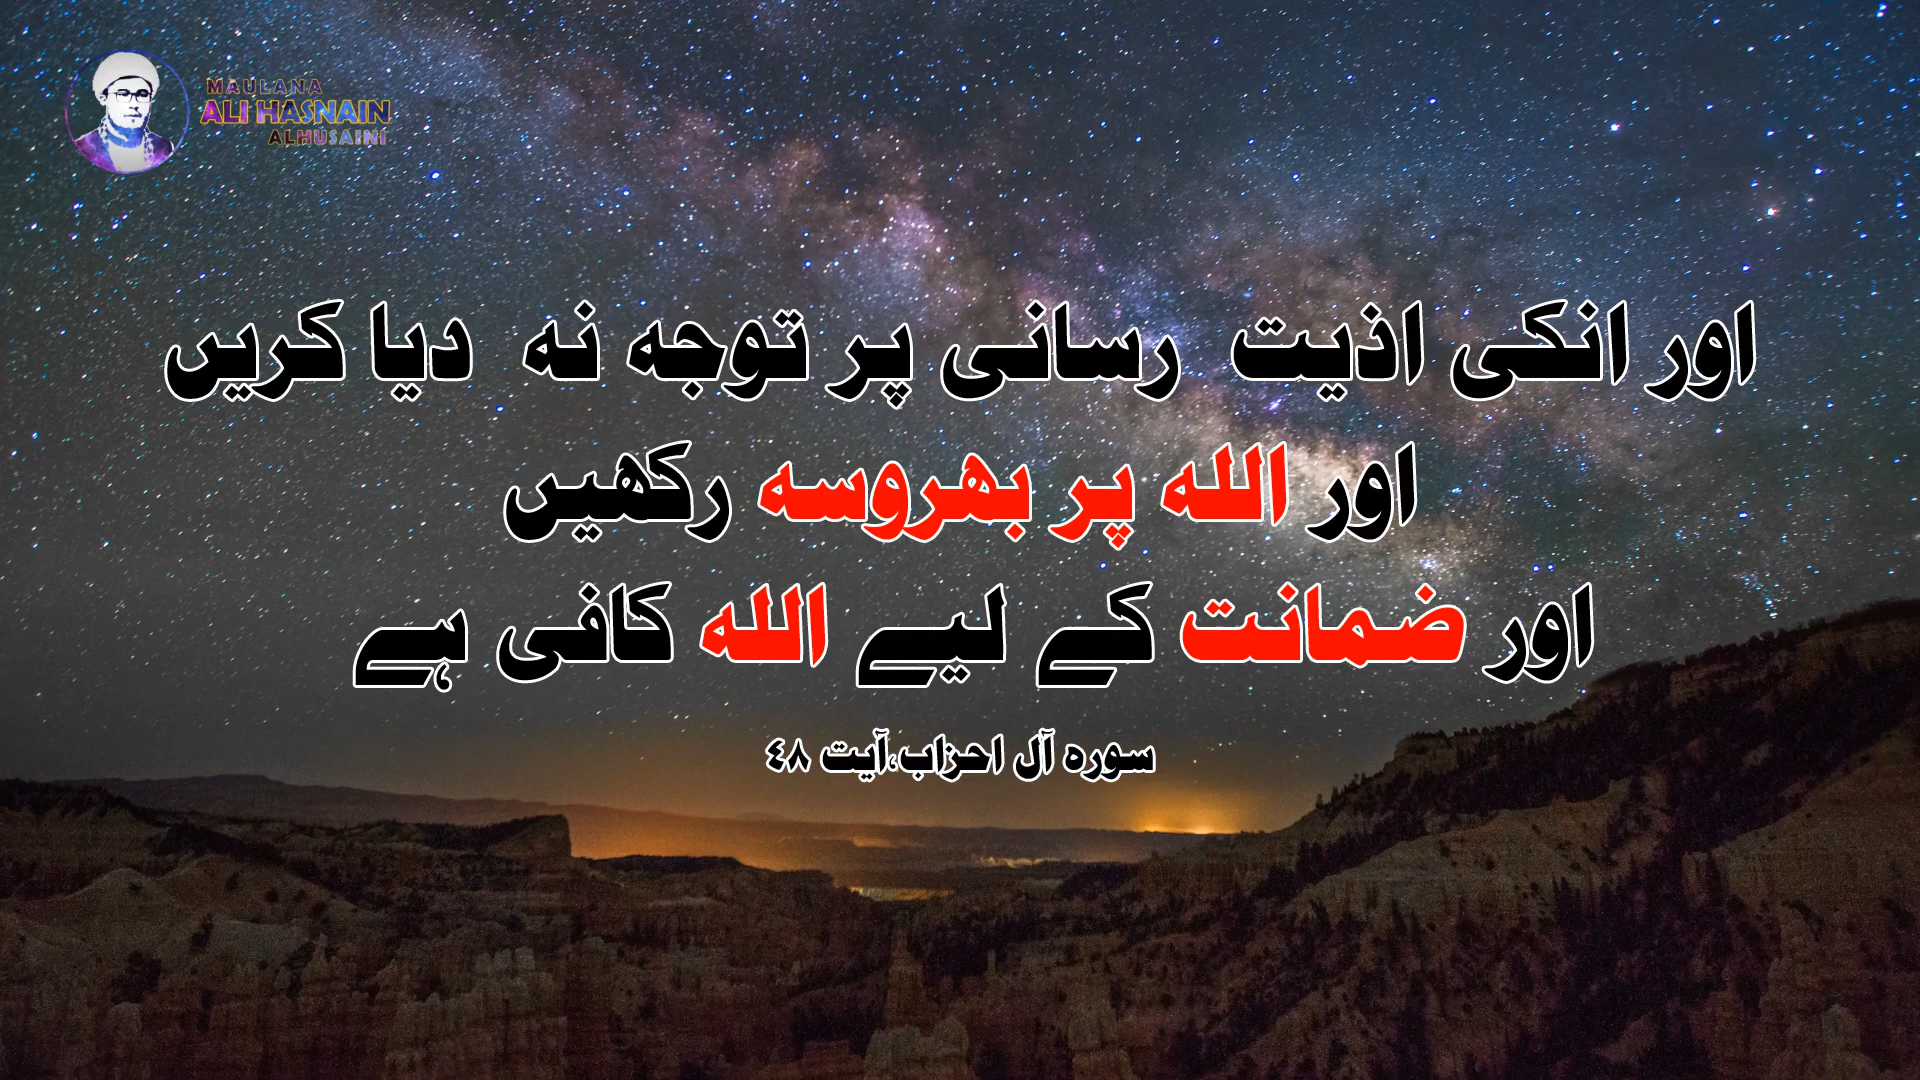 MAULANA
ALI HASNAIN
ALHUSAINI
اور انکی اذیت رسانی پر توجہ نہ دیا کریں
اور اللہ پر بھروسہ رکھیں
اور ضمانت کے لیے اللہ کافی ہے
سورہ آل احزاب،آیت ٤٨